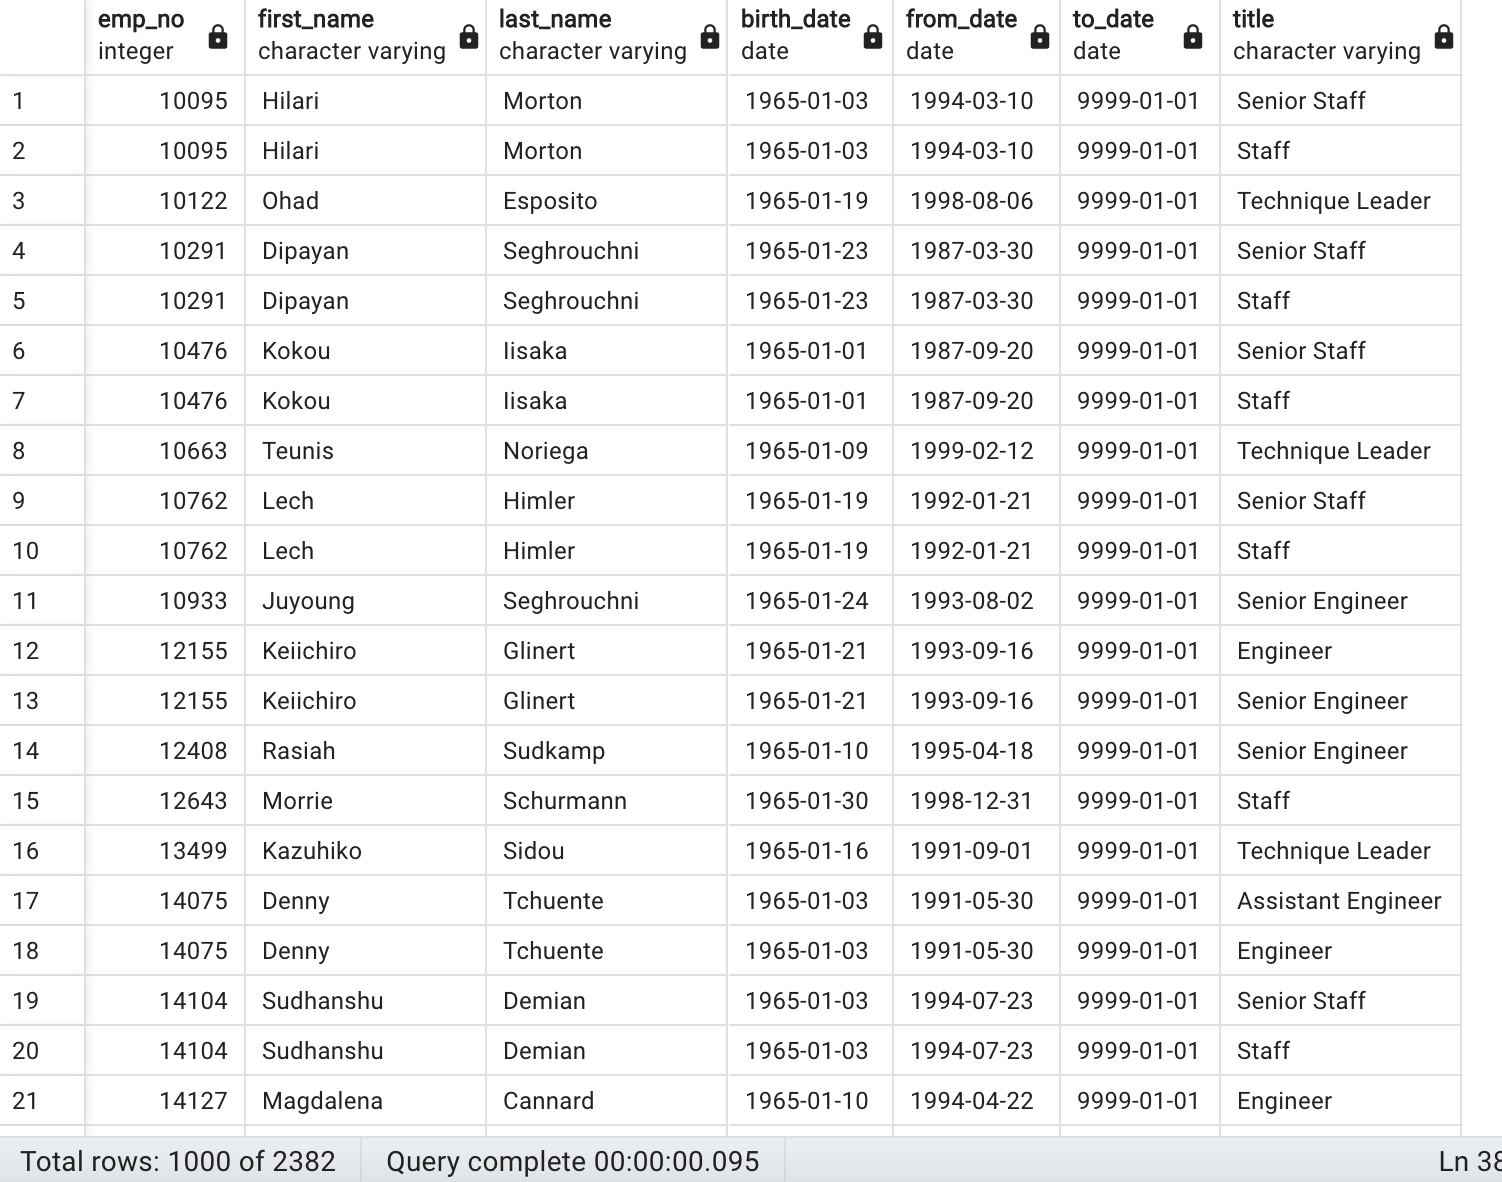 emp_no first_name last_name birth_date from_date to_date title
integer character varying character varying date date date character varying
1 10095 Hilari Morton 1965-01-03 1994-03-10 9999-01-01 Senior Staff
2 10095 Hilari Morton 1965-01-03 1994-03-10 9999-01-01 Staff
3 10122 Ohad Esposito 1965-01-19 1998-08-06 9999-01-01 Technique Leader
4 10291 Dipayan Seghrouchni 1965-01-23 1987-03-30 9999-01-01 Senior Staff
5 10291 Dipayan Seghrouchni 1965-01-23 1987-03-30 9999-01-01 Staff
6 10476 Kokou Iisaka 1965-01-01 1987-09-20 9999-01-01 Senior Staff
7 10476 Kokou Iisaka 1965-01-01 1987-09-20 9999-01-01 Staff
8 10663 Teunis Noriega 1965-01-09 1999-02-12 9999-01-01 Technique Leader
9 10762 Lech Himler 1965-01-19 1992-01-21 9999-01-01 Senior Staff
10 10762 Lech Himler 1965-01-19 1992-01-21 9999-01-01 Staff
11 10933 Juyoung Seghrouchni 1965-01-24 1993-08-02 9999-01-01 Senior Engineer
12 12155 Keiichiro Glinert 1965-01-21 1993-09-16 9999-01-01 Engineer
13 12155 Keiichiro Glinert 1965-01-21 1993-09-16 9999-01-01 Senior Engineer
14 12408 Rasiah Sudkamp 1965-01-10 1995-04-18 9999-01-01 Senior Engineer
15 12643 Morrie Schurmann 1965-01-30 1998-12-31 9999-01-01 Staff
16 13499 Kazuhiko Sidou 1965-01-16 1991-09-01 9999-01-01 Technique Leader
17 14075 Denny Tchuente 1965-01-03 1991-05-30 9999-01-01 Assistant Engineer
18 14075 Denny Tchuente 1965-01-03 1991-05-30 9999-01-01 Engineer
19 14104 Sudhanshu Demian 1965-01-03 1994-07-23 9999-01-01 Senior Staff
20 14104 Sudhanshu Demian 1965-01-03 1994-07-23 9999-01-01 Staff
21 14127 Magdalena Cannard 1965-01-10 1994-04-22 9999-01-01 Engineer
Total rows: 1000 of 2382 Query complete 00:00:00.095 Ln 38